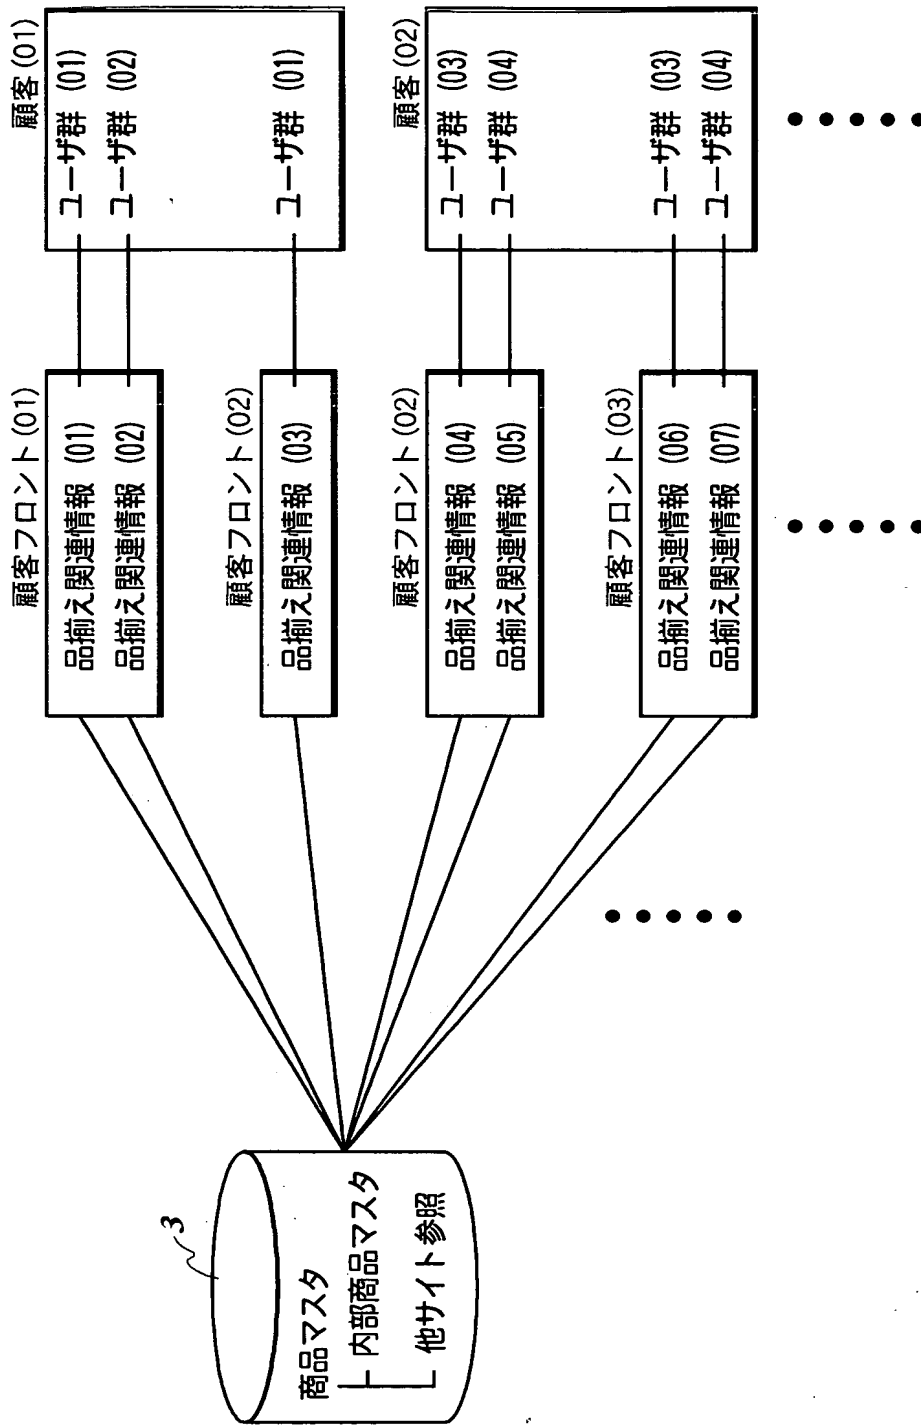 3
商品マスタ
内部商品マスタ
他サイト参照
顧客フロント(01)
品揃え関連情報 (01)
品揃え関連情報 (02)
顧客フロント(02)
品揃え関連情報 (03)
顧客フロント(02)
品揃え関連情報 (04)
品揃え関連情報 (05)
顧客フロント(03)
品揃え関連情報 (06)
品揃え関連情報 (07)
顧客(01)
ユーザ群 (01)
ユーザ群 (02)
ユーザ群 (01)
顧客(02)
ユーザ群 (03)
ユーザ群 (04)
ユーザ群 (03)
ユーザ群 (04)